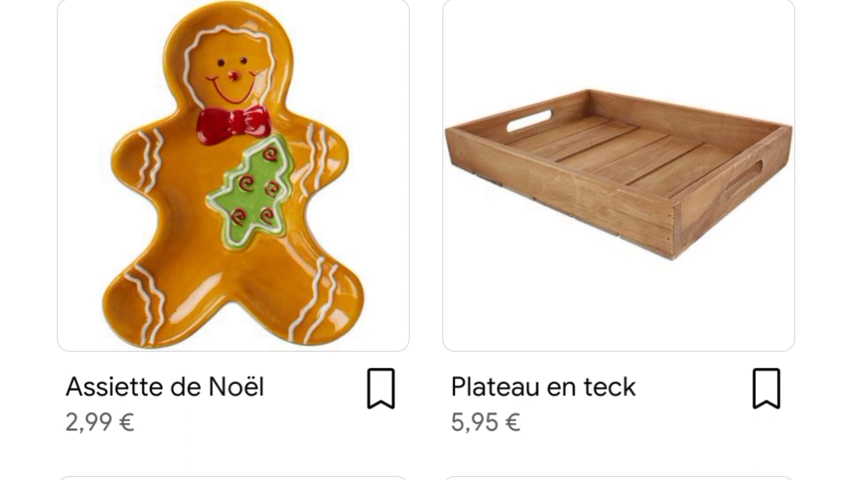 Assiette de Noël
2,99 €
Plateau en teck
5,95 €